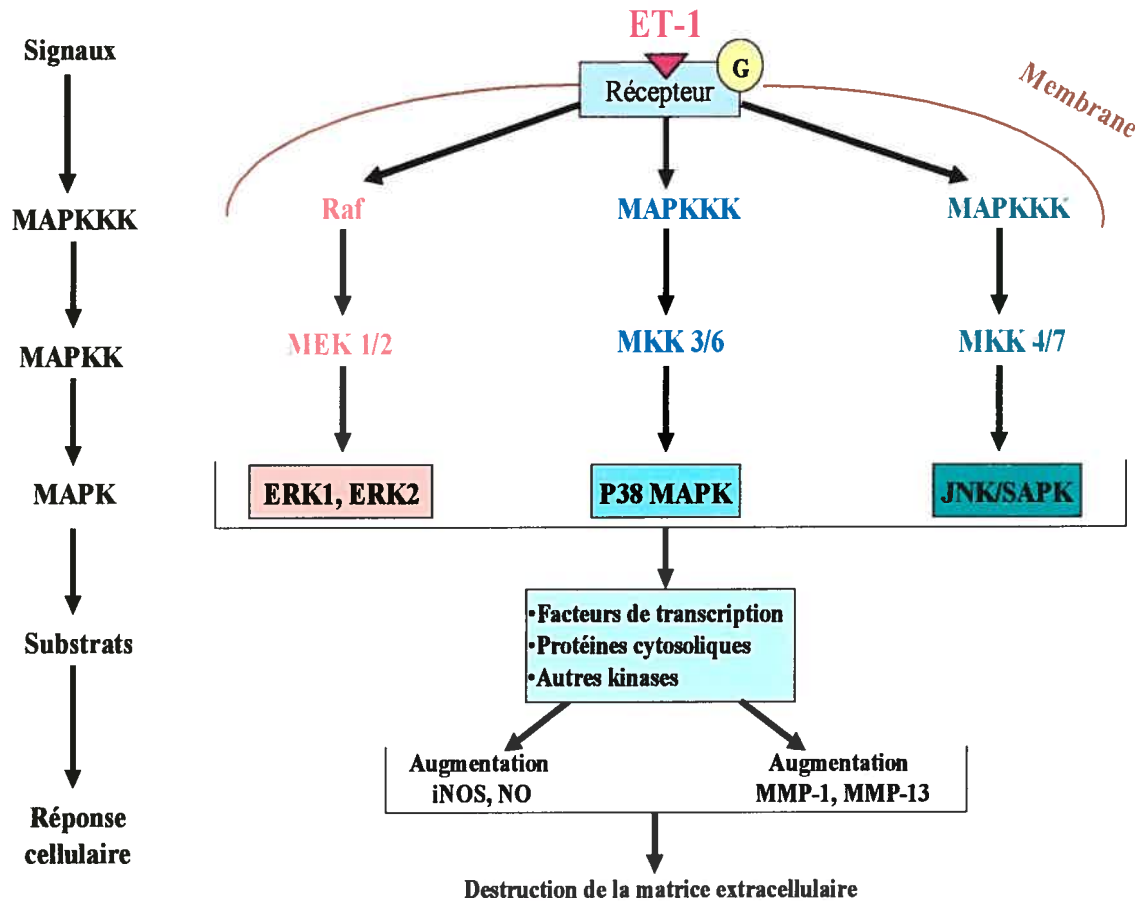 ET-1
Signaux
G
Récepteur
Membrane
MAPKKK
Raf
MAPKKK
MAPKKK
MAPKK
MEK 1/2
MKK 3/6
MKK 4/7
MAPK
ERK1, ERK2
P38 MAPK
JNK/SAPK
Substrats
•Facteurs de transcription
•Protéines cytosoliques
•Autres kinases
Réponse
cellulaire
Augmentation
iNOS, NO
Augmentation
MMP-1, MMP-13
Destruction de la matrice extracellulaire